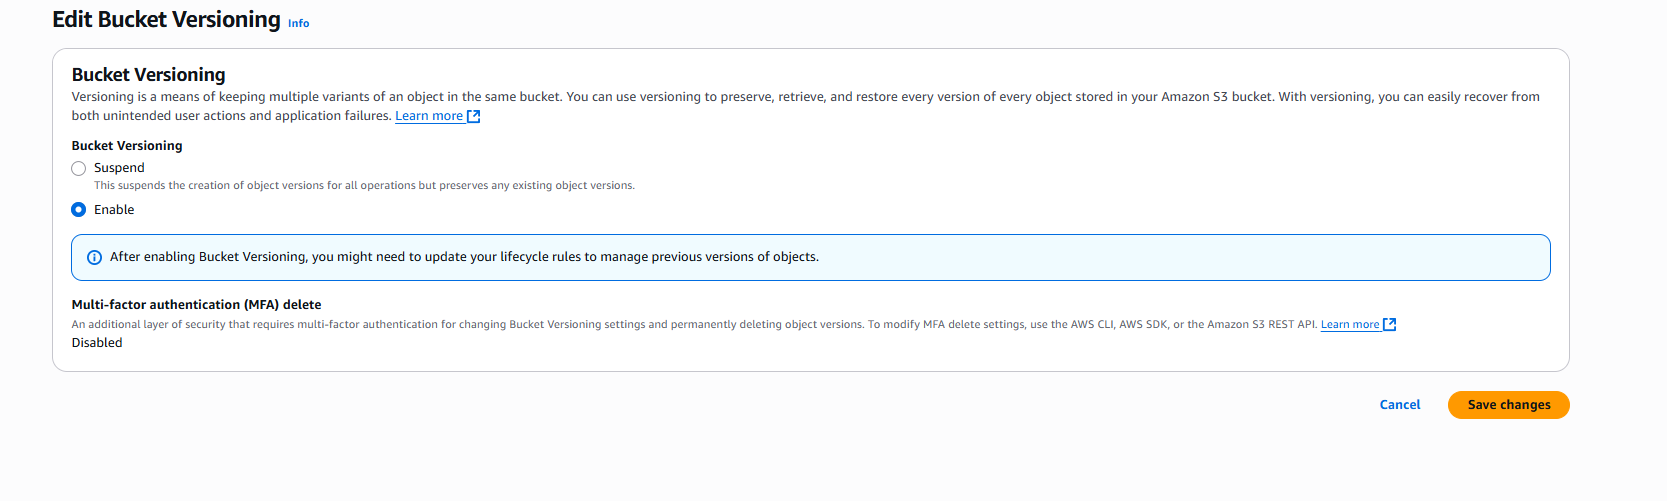 Edit Bucket Versioning Info
Bucket Versioning
Versioning is a means of keeping multiple variants of an object in the same bucket. You can use versioning to preserve, retrieve, and restore every version of every object stored in your Amazon S3 bucket. With versioning, you can easily recover from
both unintended user actions and application failures. Learn more
Bucket Versioning
Suspend
This suspends the creation of object versions for all operations but preserves any existing object versions.
Enable
After enabling Bucket Versioning, you might need to update your lifecycle rules to manage previous versions of objects.
Multi-factor authentication (MFA) delete
An additional layer of security that requires multi-factor authentication for changing Bucket Versioning settings and permanently deleting object versions. To modify MFA delete settings, use the AWS CLI, AWS SDK, or the Amazon S3 REST API. Learn more
Disabled
Cancel Save changes